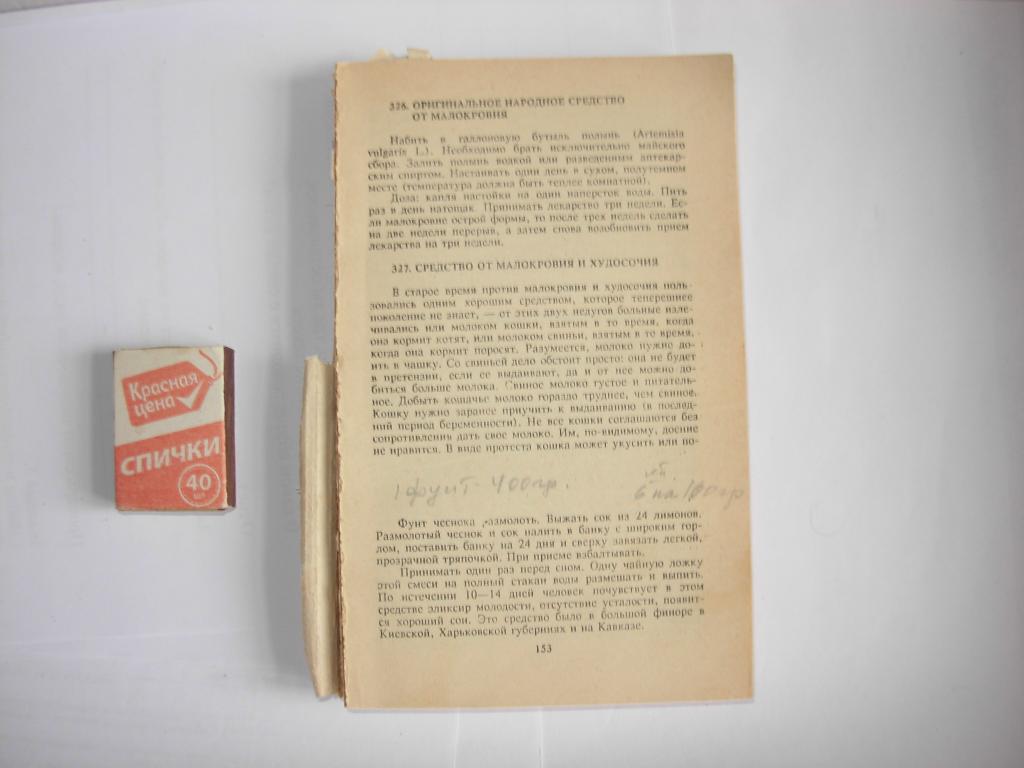 Красная
цена
СПИЧКИ
40
шт
326. ОРИГИНАЛЬНОЕ НАРОДНОЕ СРЕДСТВО
ОТ МАЛОКРОВИЯ
Набить в галлоновую бутыль полынь (Artemisia
vulgaris L.). Необходимо брать исключительно майского
сбора. Залить полынь водкой или разведенным аптекар-
ским спиртом. Настаивать один день в сухом, полутемном
месте (температура должна быть теплее комнатной).
Доза: капля настойки на один наперсток воды. Пить
раз в день натощак. Принимать лекарство три недели. Ес-
ли малокровие острой формы, то после трех недель сделать
на две недели перерыв, а затем снова возобновить прием
лекарства на три недели.
327. СРЕДСТВО ОТ МАЛОКРОВИЯ И ХУДОСОЧИЯ
В старое время против малокровия и худосочия поль-
зовались одним хорошим средством, которое теперешнее
поколение не знает, — от этих двух недугов больные изле-
чивались или молоком кошки, взятым в то время, когда
она кормит котят, или молоком свиньи, взятым в то время,
когда она кормит поросят. Разумеется, молоко нужно до-
ить в чашку. Со свиньей дело обстоит просто: она не будет
в претензии, если ее выдаивают, да и от нее можно до-
биться больше молока. Свиное молоко густое и питатель-
ное. Добыть кошачье молоко гораздо труднее, чем свиное.
Кошку нужно заранее приучить к выдаиванию (в послед-
ний период беременности). Не все кошки соглашаются без
сопротивления дать свое молоко. Им, по-видимому, доение
не нравится. В виде протеста кошка может укусить или по-
1 фунт - 400 гр.
6 на 100 гр
Фунт чеснока размолоть. Выжать сок из 24 лимонов.
Размолотый чеснок и сок налить в банку с широким гор-
лом, поставить банку на 24 дня и сверху завязать легкой,
прозрачной тряпочкой. При приеме взбалтывать.
Принимать один раз перед сном. Одну чайную ложку
этой смеси на полный стакан воды размешать и выпить.
По истечении 10—14 дней человек почувствует в этом
средстве эликсир молодости, отсутствие усталости, появит-
ся хороший сон. Это средство было в большой фиворе в
Киевской, Харьковской губерниях и на Кавказе.
153